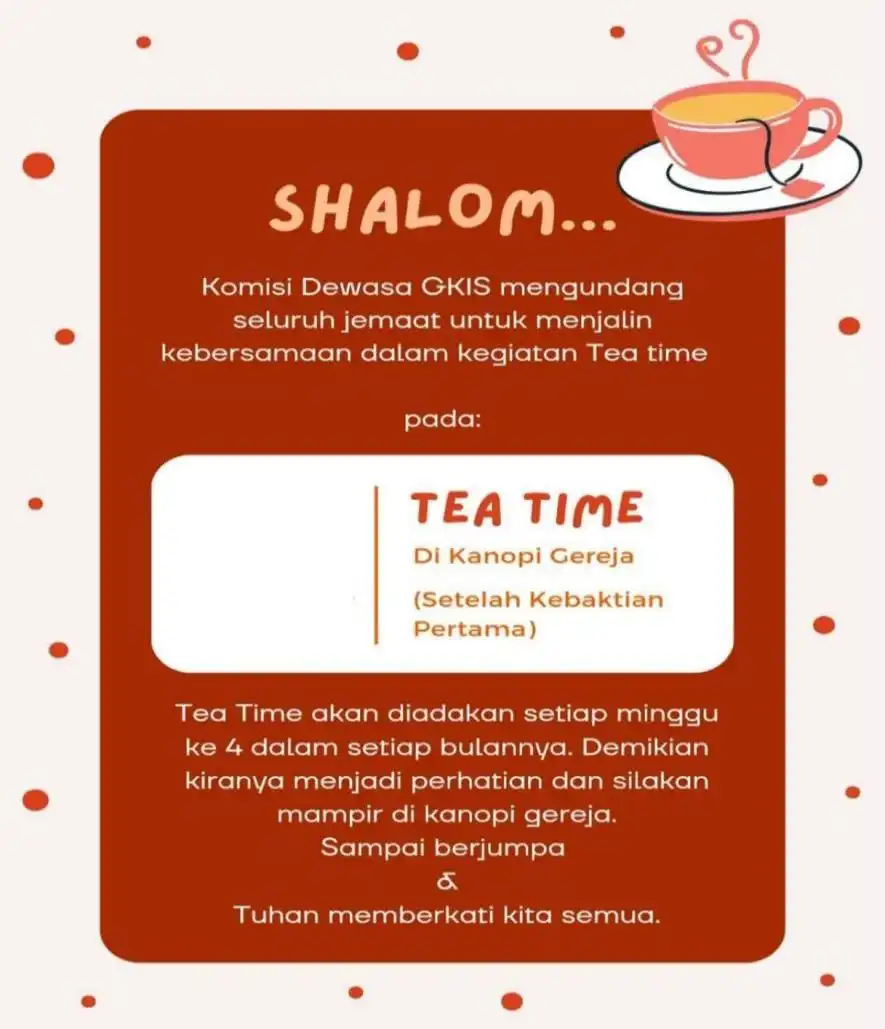 SHALOM...
Komisi Dewasa GKIS mengundang
seluruh jemaat untuk menjalin
kebersamaan dalam kegiatan Tea time
pada:
TEA TIME
Di Kanopi Gereja
(Setelah Kebaktian
Pertama)
Tea Time akan diadakan setiap minggu
ke 4 dalam setiap bulannya. Demikian
kiranya menjadi perhatian dan silakan
mampir di kanopi gereja.
Sampai berjumpa
&
Tuhan memberkati kita semua.